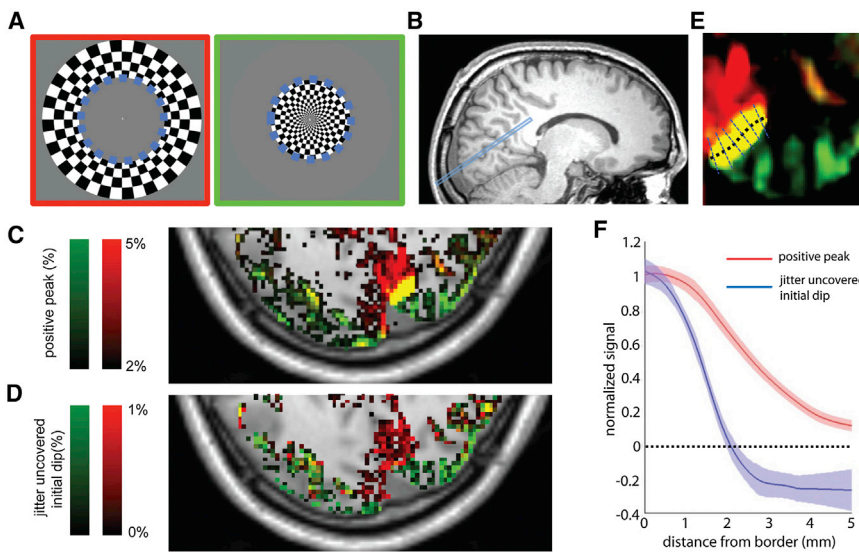 A
B
E
C
positive peak (%)
5%
2%
D
jitter uncovered
initial dip(%)
1%
0%
F
1.2
1
0.8
0.6
0.4
0.2
0
-0.2
-0.4
normalized signal
positive peak
jitter uncovered
initial dip
0 1 2 3 4 5
distance from border (mm)